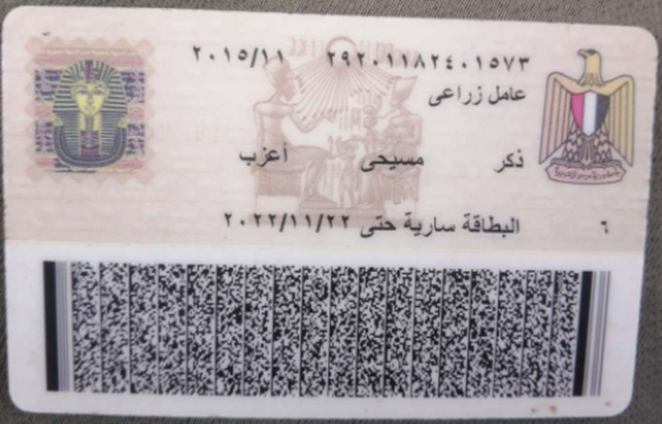 ٢٩٢٠١١٨٢٤٠١٥٧٣ ٢٠١٥/١١
عامل زراعى
ذكر مسيحى أعزب
٦ البطاقة سارية حتى ٢٠٢٢/١١/٢٢